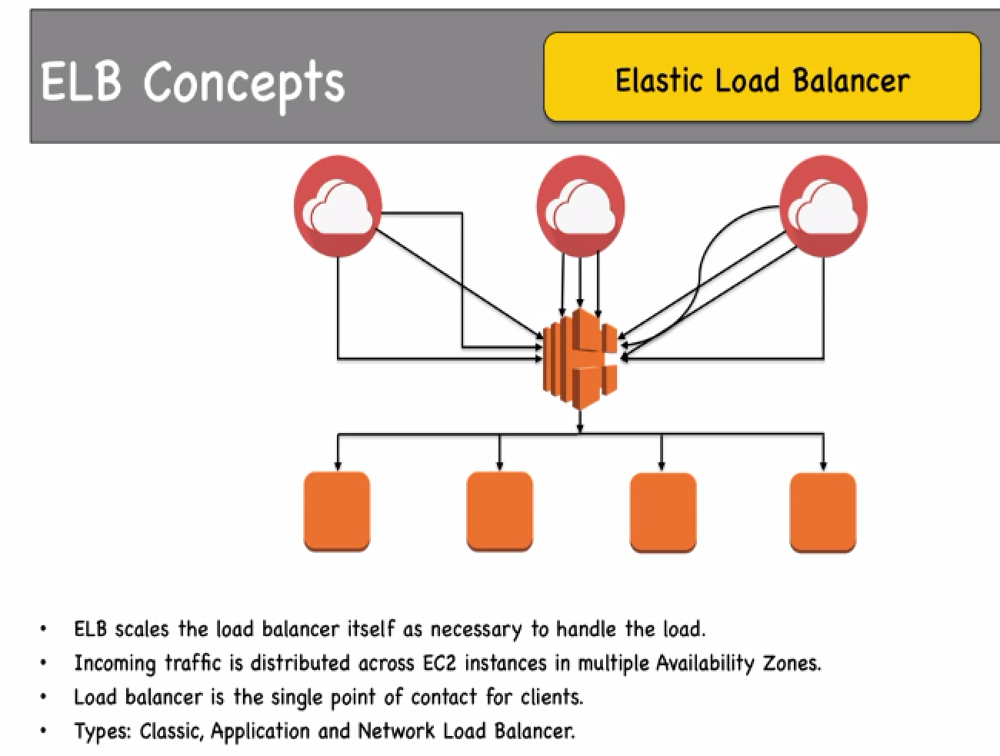 ELB Concepts
Elastic Load Balancer
• ELB scales the load balancer itself as necessary to handle the load.
• Incoming traffic is distributed across EC2 instances in multiple Availability Zones.
• Load balancer is the single point of contact for clients.
• Types: Classic, Application and Network Load Balancer.